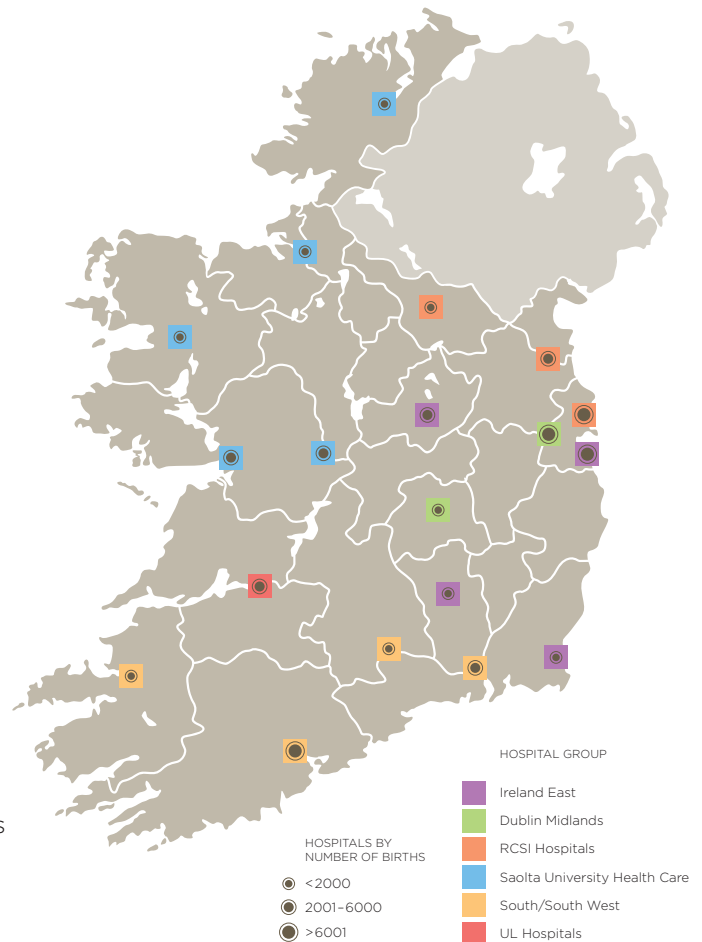 S
HOSPITAL GROUP
Ireland East
Dublin Midlands
RCSI Hospitals
Saolta University Health Care
South/South West
UL Hospitals
HOSPITALS BY
NUMBER OF BIRTHS
<2000
2001–6000
>6001